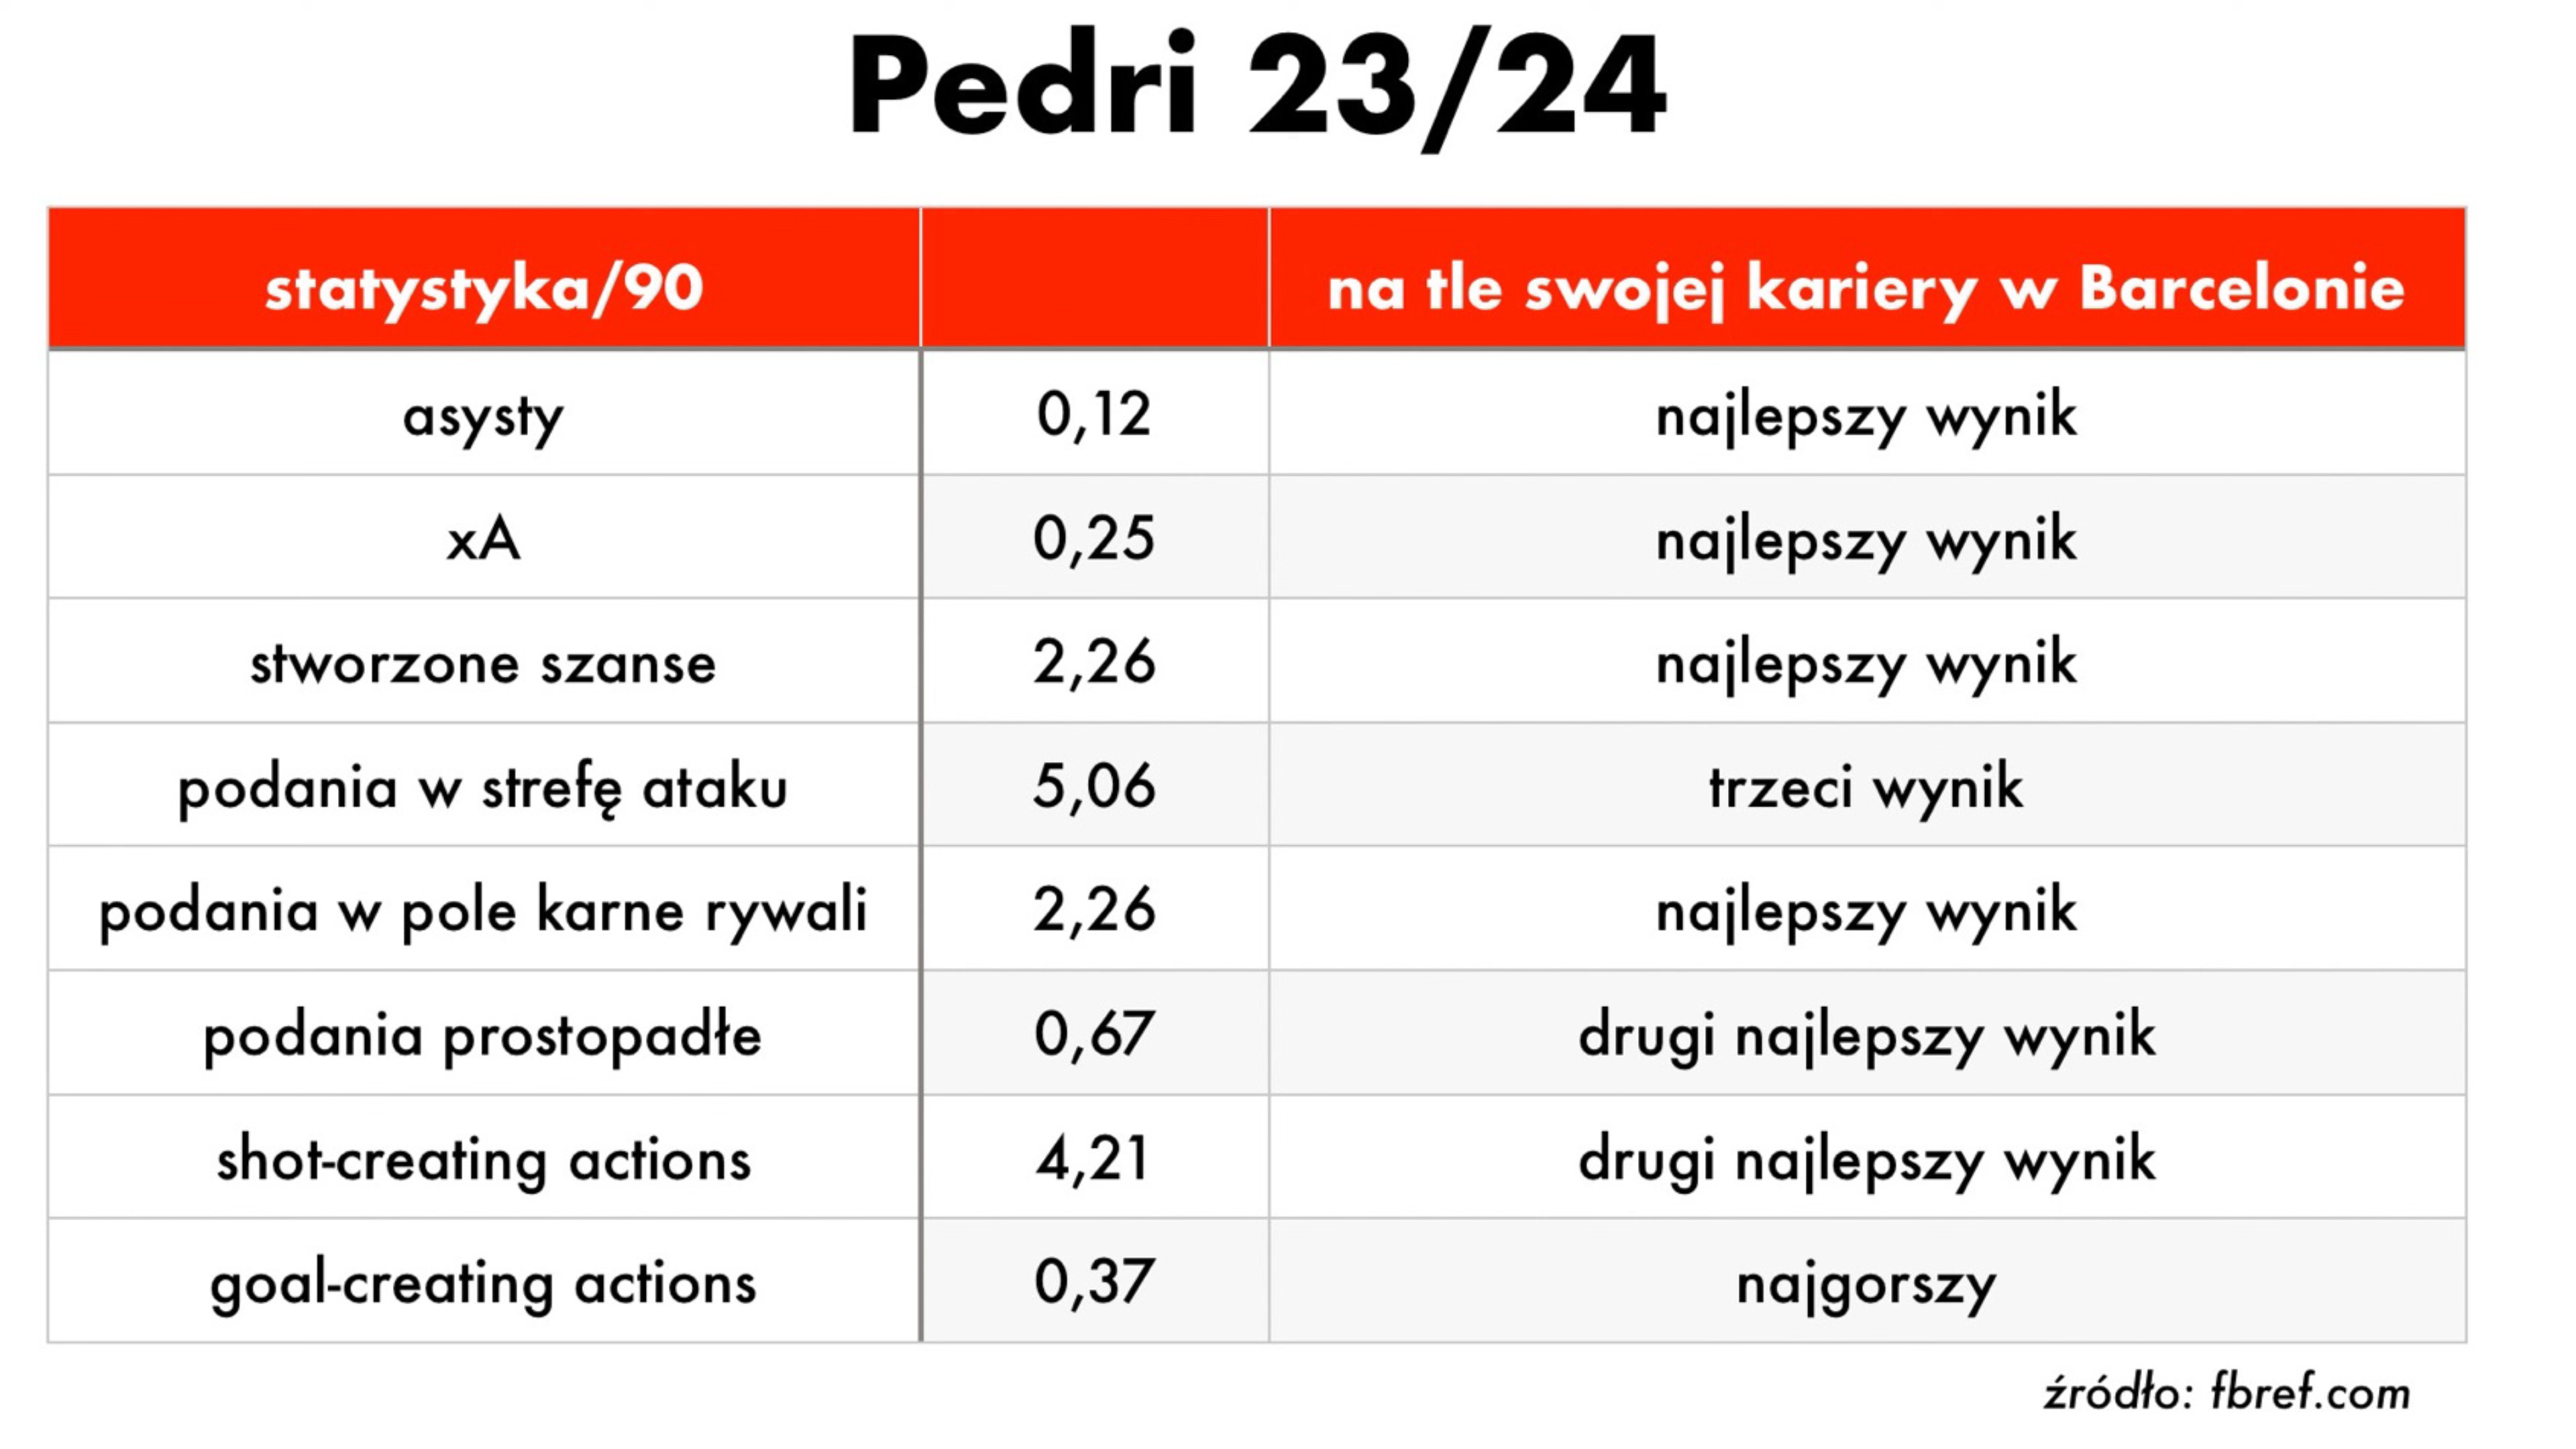 Pedri 23/24
statystyka/90 na tle swojej kariery w Barcelonie
asysty 0,12 najlepszy wynik
xA 0,25 najlepszy wynik
stworzone szanse 2,26 najlepszy wynik
podania w strefę ataku 5,06 trzeci wynik
podania w pole karne rywali 2,26 najlepszy wynik
podania prostopadłe 0,67 drugi najlepszy wynik
shot-creating actions 4,21 drugi najlepszy wynik
goal-creating actions 0,37 najgorszy
źródło: fbref.com